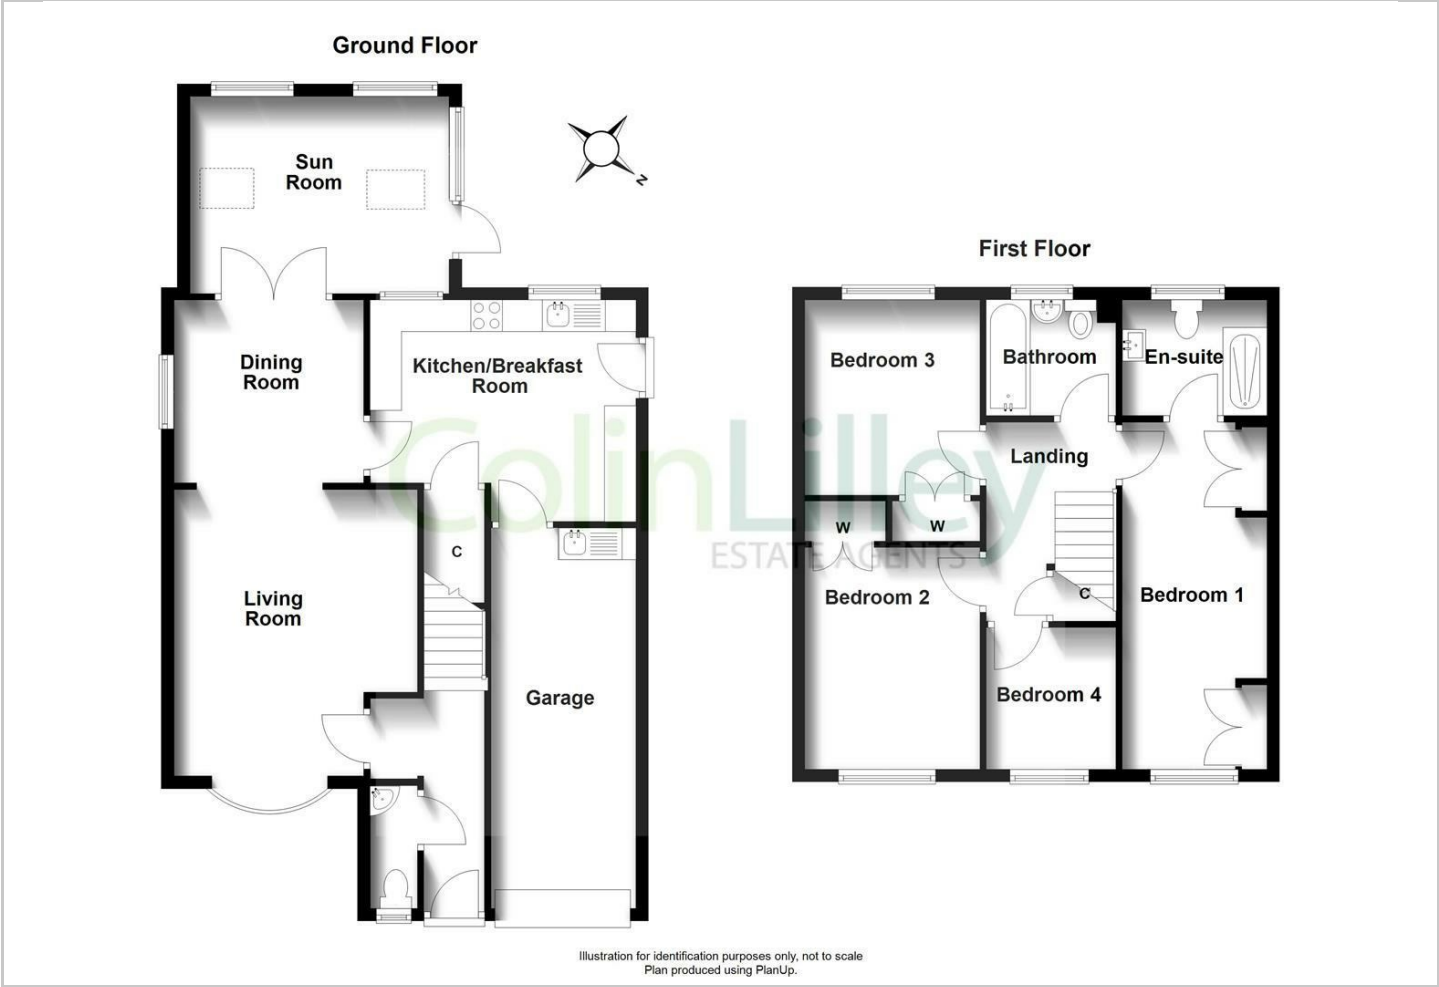 Ground Floor
Sun
Room
N
Dining
Room
Kitchen/Breakfast
Room
C
Living
Room
Garage
First Floor
Bedroom 3
Bathroom
En-suite
Landing
W
W
Bedroom 2
C
Bedroom 1
Bedroom 4
ColinLilley
ESTATE AGENTS
Illustration for identification purposes only, not to scale
Plan produced using PlanUp.